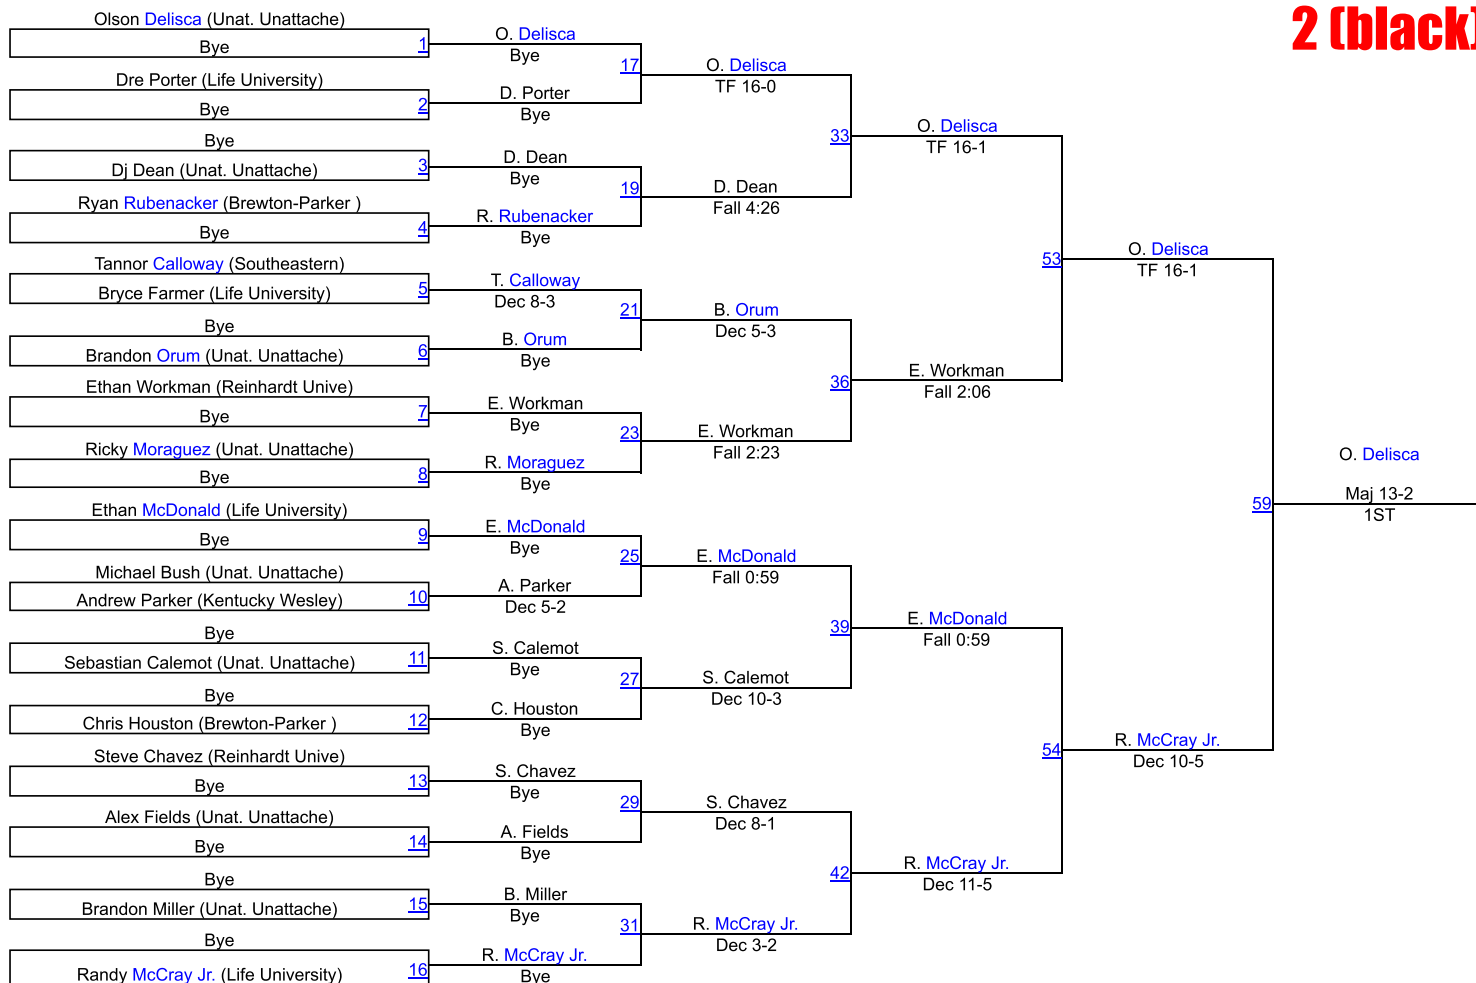 2 (black)
Olson Delisca (Unat. Unattache)
Bye
1
Dre Porter (Life University)
Bye
2
Bye
Dj Dean (Unat. Unattache)
3
Ryan Rubenacker (Brewton-Parker )
Bye
4
Tannor Calloway (Southeastern)
Bryce Farmer (Life University)
5
Bye
Brandon Orum (Unat. Unattache)
6
Ethan Workman (Reinhardt Unive)
Bye
7
Ricky Moraguez (Unat. Unattache)
Bye
8
Ethan McDonald (Life University)
Bye
9
Michael Bush (Unat. Unattache)
Andrew Parker (Kentucky Wesley)
10
Bye
Sebastian Calemot (Unat. Unattache)
11
Bye
Chris Houston (Brewton-Parker )
12
Steve Chavez (Reinhardt Unive)
Bye
13
Alex Fields (Unat. Unattache)
Bye
14
Bye
Brandon Miller (Unat. Unattache)
15
Bye
Randy McCray Jr. (Life University)
16
O. Delisca
Bye
17
D. Porter
Bye
D. Dean
Bye
19
R. Rubenacker
Bye
T. Calloway
Dec 8-3
21
B. Orum
Bye
E. Workman
Bye
23
R. Moraguez
Bye
E. McDonald
Bye
25
A. Parker
Dec 5-2
S. Calemot
Bye
27
C. Houston
Bye
S. Chavez
Bye
29
A. Fields
Bye
B. Miller
Bye
31
R. McCray Jr.
Bye
O. Delisca
TF 16-0
33
D. Dean
Fall 4:26
B. Orum
Dec 5-3
36
E. Workman
Fall 2:23
E. McDonald
Fall 0:59
39
S. Calemot
Dec 10-3
S. Chavez
Dec 8-1
42
R. McCray Jr.
Dec 3-2
O. Delisca
TF 16-1
53
E. Workman
Fall 2:06
E. McDonald
Fall 0:59
54
R. McCray Jr.
Dec 11-5
O. Delisca
TF 16-1
59
R. McCray Jr.
Dec 10-5
O. Delisca
Maj 13-2
1ST